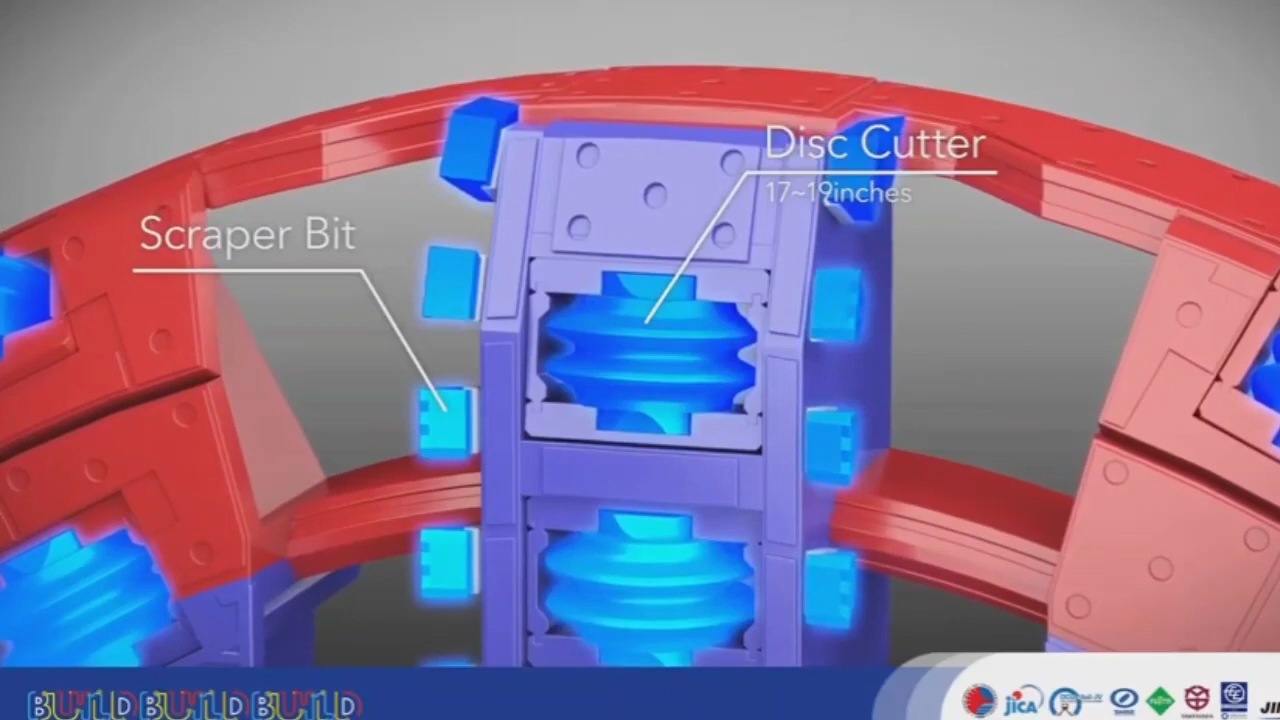 Disc Cutter
17~19inches
Scraper Bit
BUILD BUILD BUILD
JICA